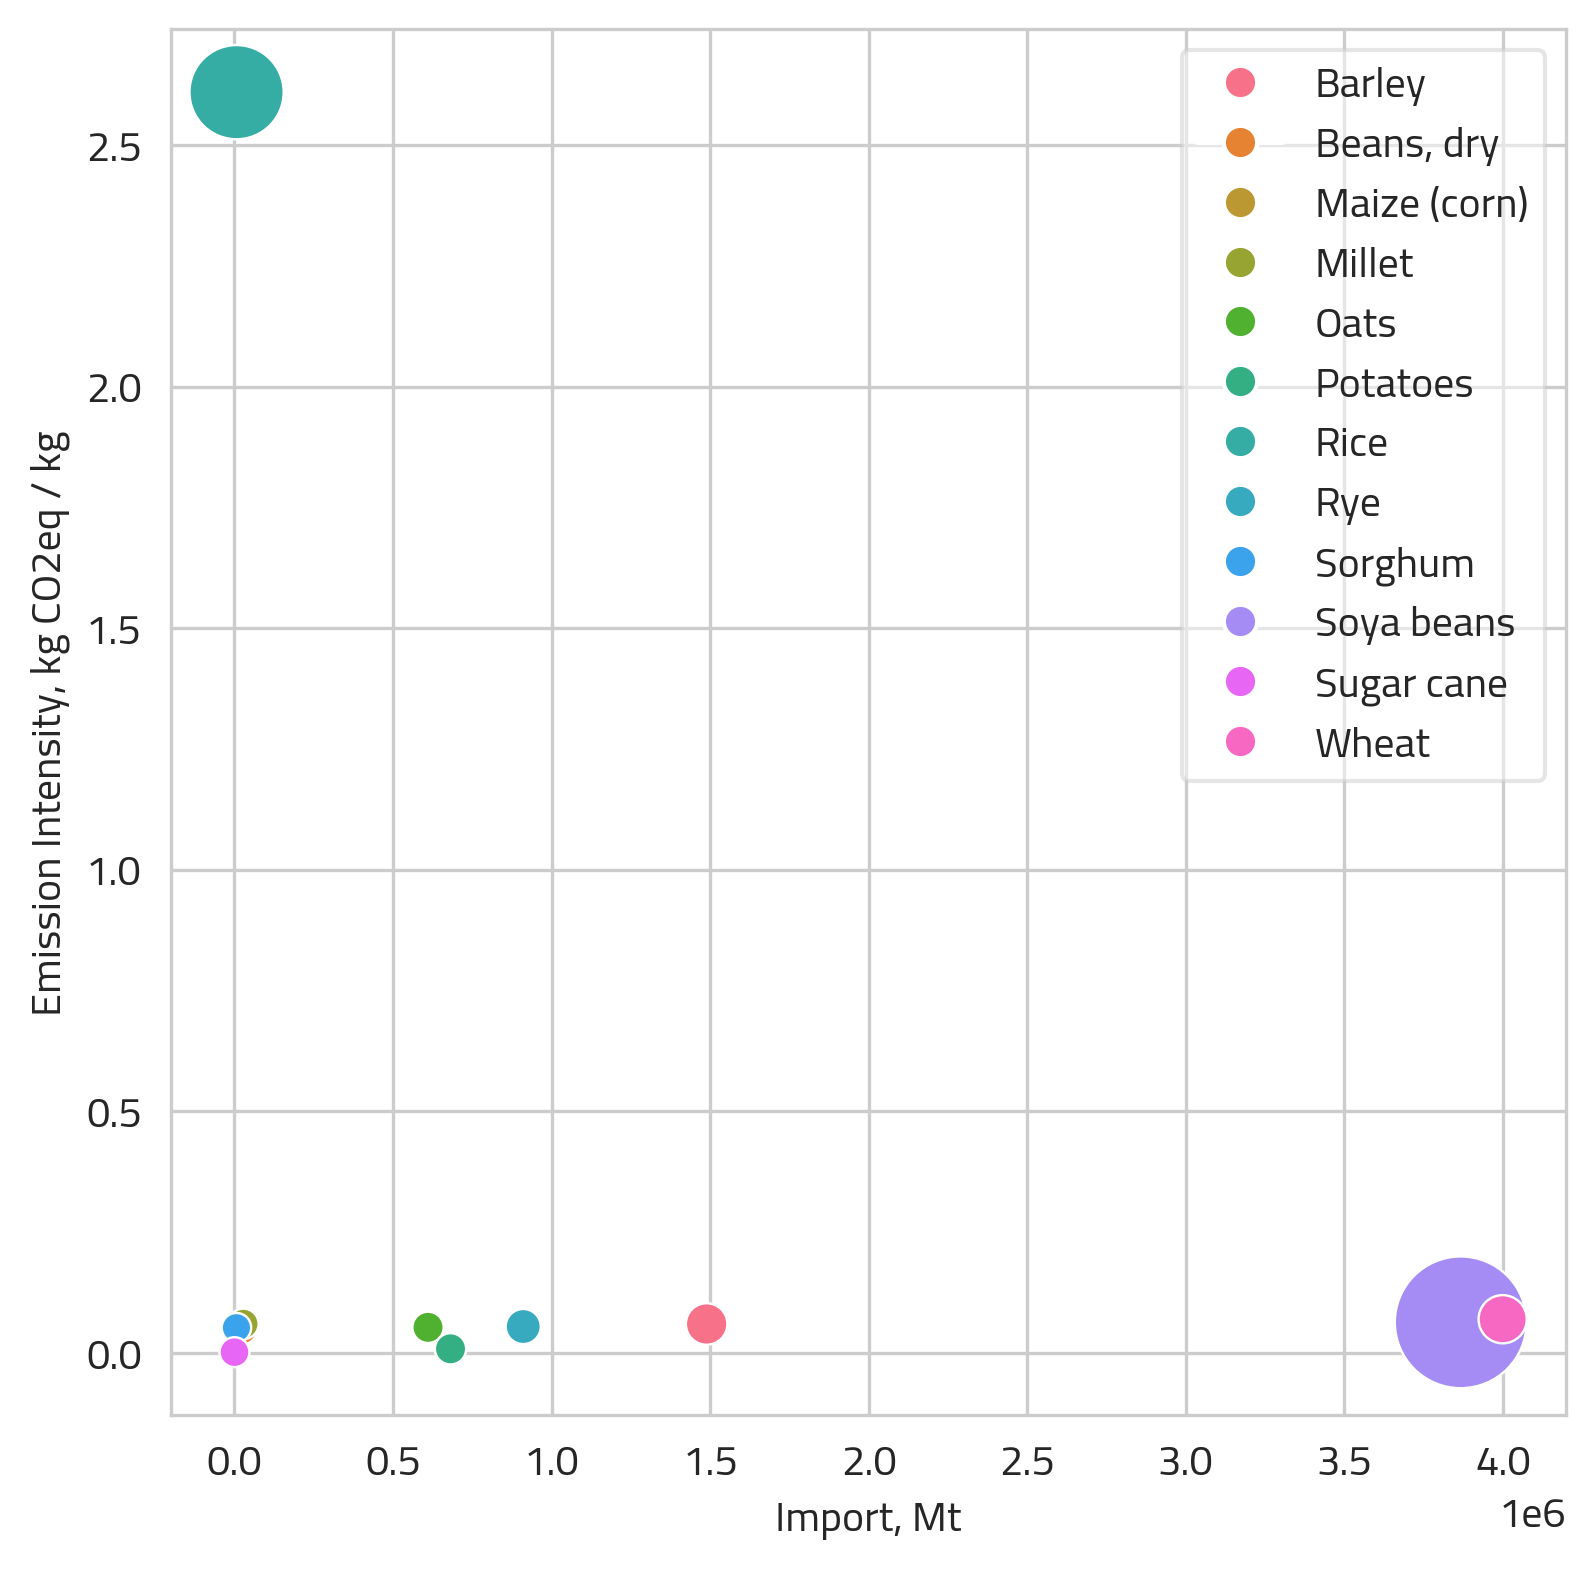 Barley
Beans, dry
Maize (corn)
Millet
Oats
Potatoes
Rice
Rye
Sorghum
Soya beans
Sugar cane
Wheat
2.5
2.0
1.5
1.0
0.5
0.0
Emission Intensity, kg CO2eq / kg
0.0 0.5 1.0 1.5 2.0 2.5 3.0 3.5 4.0
1e6
Import, Mt